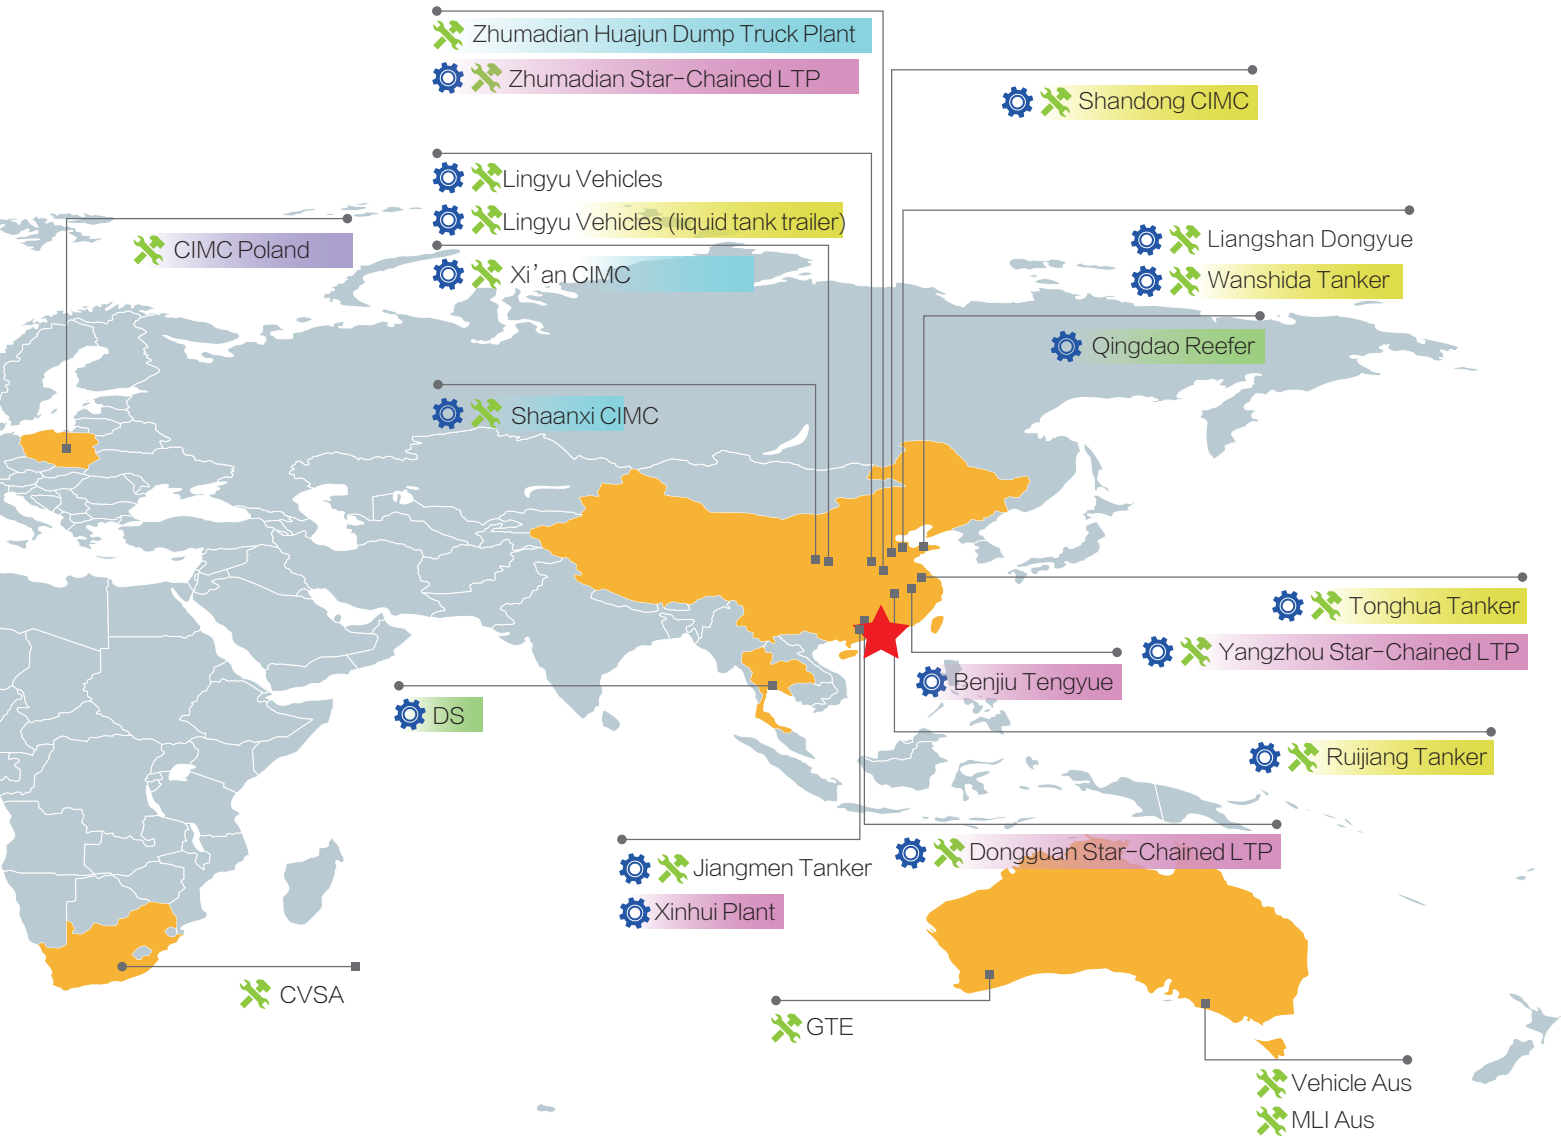 Zhumadian Huajun Dump Truck Plant
Zhumadian Star-Chained LTP
Shandong CIMC
Lingyu Vehicles
Lingyu Vehicles (liquid tank trailer)
CIMC Poland
Xi’an CIMC
Liangshan Dongyue
Wanshida Tanker
Qingdao Reefer
Shaanxi CIMC
Tonghua Tanker
Yangzhou Star-Chained LTP
Benjiu Tengyue
DS
Ruijiang Tanker
Dongguan Star-Chained LTP
Jiangmen Tanker
Xinhui Plant
CVSA
GTE
Vehicle Aus
MLI Aus